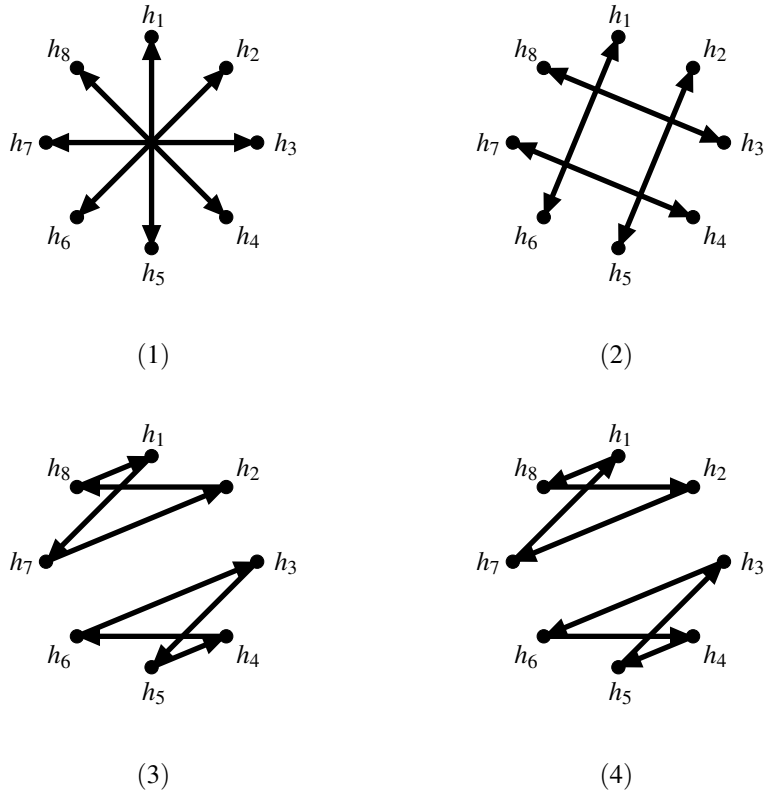 h₁ h₁
h₈ h₂ h₈ h₂
h₇ h₃ h₇ h₃
h₆ h₄ h₆ h₄
h₅ h₅
(1) (2)
h₁ h₁
h₈ h₂ h₈ h₂
h₇ h₃ h₇ h₃
h₆ h₄ h₆ h₄
h₅ h₅
(3) (4)